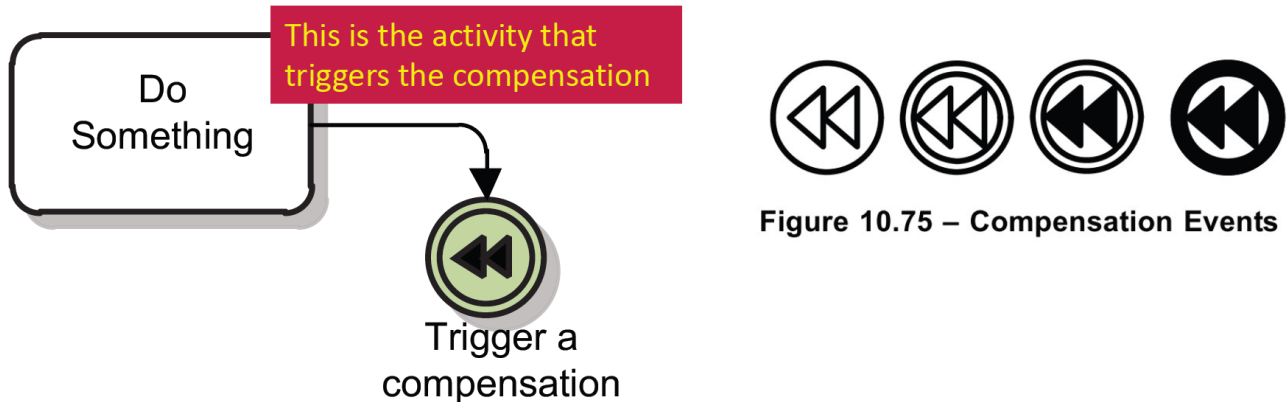 This is the activity that
triggers the compensation
Do
Something
Trigger a
compensation
Figure 10.75 – Compensation Events